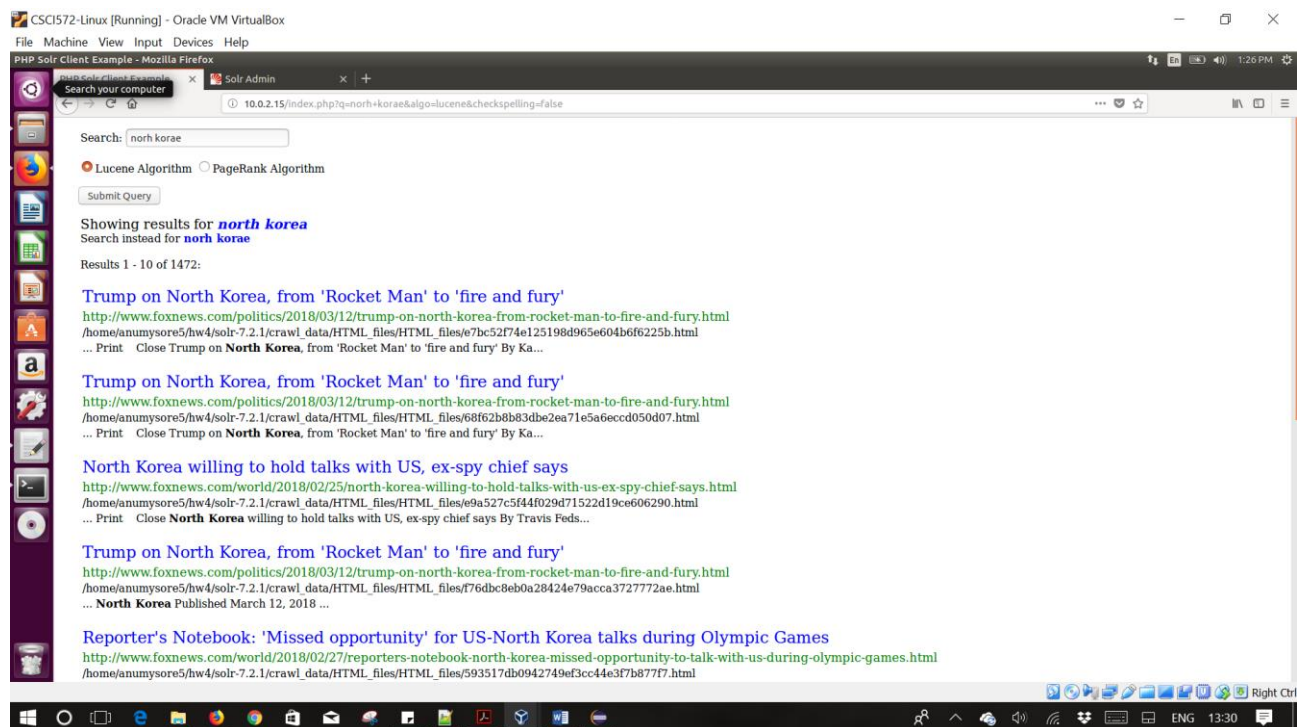 CSCI572-Linux [Running] - Oracle VM VirtualBox
File Machine View Input Devices Help
PHP Solr Client Example - Mozilla Firefox
En 1:26 PM
PHP Solr Client Example Solr Admin
Search your computer
10.0.2.15/index.php?q=norh+korae&algo=lucene&checkspelling=false
Search: norh korae
Lucene Algorithm PageRank Algorithm
Submit Query
Showing results for north korea
Search instead for norh korae
Results 1 - 10 of 1472:
Trump on North Korea, from 'Rocket Man' to 'fire and fury'
http://www.foxnews.com/politics/2018/03/12/trump-on-north-korea-from-rocket-man-to-fire-and-fury.html
/home/anumysore5/hw4/solr-7.2.1/crawl_data/HTML_files/HTML_files/e7bc52f74e125198d965e604b6f6225b.html
... Print Close Trump on North Korea, from 'Rocket Man' to 'fire and fury' By Ka...
Trump on North Korea, from 'Rocket Man' to 'fire and fury'
http://www.foxnews.com/politics/2018/03/12/trump-on-north-korea-from-rocket-man-to-fire-and-fury.html
/home/anumysore5/hw4/solr-7.2.1/crawl_data/HTML_files/HTML_files/68f62b8b83dbe2ea71e5a6eccd050d07.html
... Print Close Trump on North Korea, from 'Rocket Man' to 'fire and fury' By Ka...
North Korea willing to hold talks with US, ex-spy chief says
http://www.foxnews.com/world/2018/02/25/north-korea-willing-to-hold-talks-with-us-ex-spy-chief-says.html
/home/anumysore5/hw4/solr-7.2.1/crawl_data/HTML_files/HTML_files/e9a527c5f44f029d71522d19ce606290.html
... Print Close North Korea willing to hold talks with US, ex-spy chief says By Travis Feds...
Trump on North Korea, from 'Rocket Man' to 'fire and fury'
http://www.foxnews.com/politics/2018/03/12/trump-on-north-korea-from-rocket-man-to-fire-and-fury.html
/home/anumysore5/hw4/solr-7.2.1/crawl_data/HTML_files/HTML_files/f76dbc8eb0a28424e79acca3727772ae.html
... North Korea Published March 12, 2018 ...
Reporter's Notebook: 'Missed opportunity' for US-North Korea talks during Olympic Games
http://www.foxnews.com/world/2018/02/27/reporters-notebook-north-korea-missed-opportunity-to-talk-with-us-during-olympic-games.html
/home/anumysore5/hw4/solr-7.2.1/crawl_data/HTML_files/HTML_files/593517db0942749ef3cc44e3f7b877f7.html
Right Ctrl
ENG 13:30